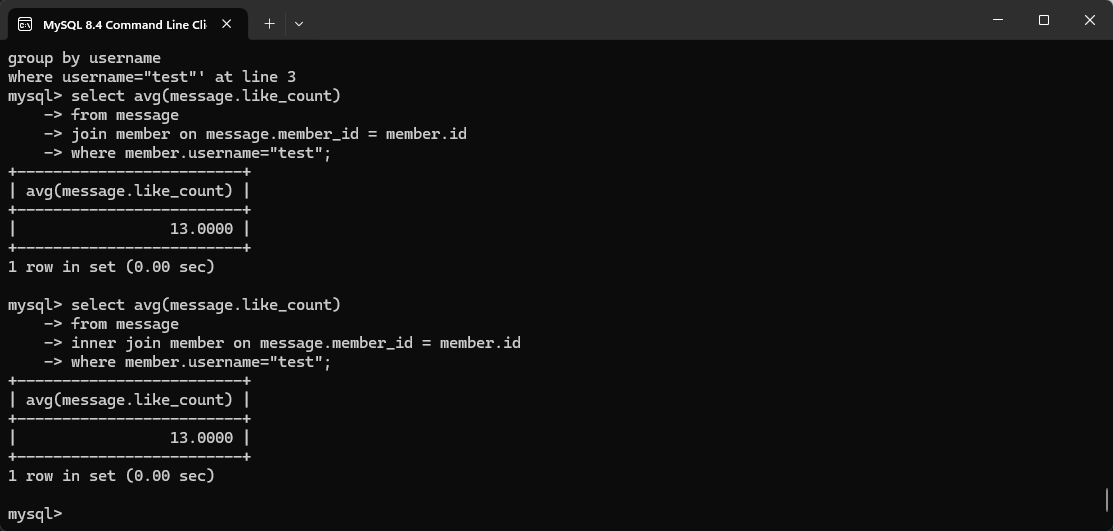 MySQL 8.4 Command Line Cli
group by username
where username="test"' at line 3
mysql> select avg(message.like_count)
    -> from message
    -> join member on message.member_id = member.id
    -> where member.username="test";
+-------------------------+
| avg(message.like_count) |
+-------------------------+
|                 13.0000 |
+-------------------------+
1 row in set (0.00 sec)

mysql> select avg(message.like_count)
    -> from message
    -> inner join member on message.member_id = member.id
    -> where member.username="test";
+-------------------------+
| avg(message.like_count) |
+-------------------------+
|                 13.0000 |
+-------------------------+
1 row in set (0.00 sec)

mysql>